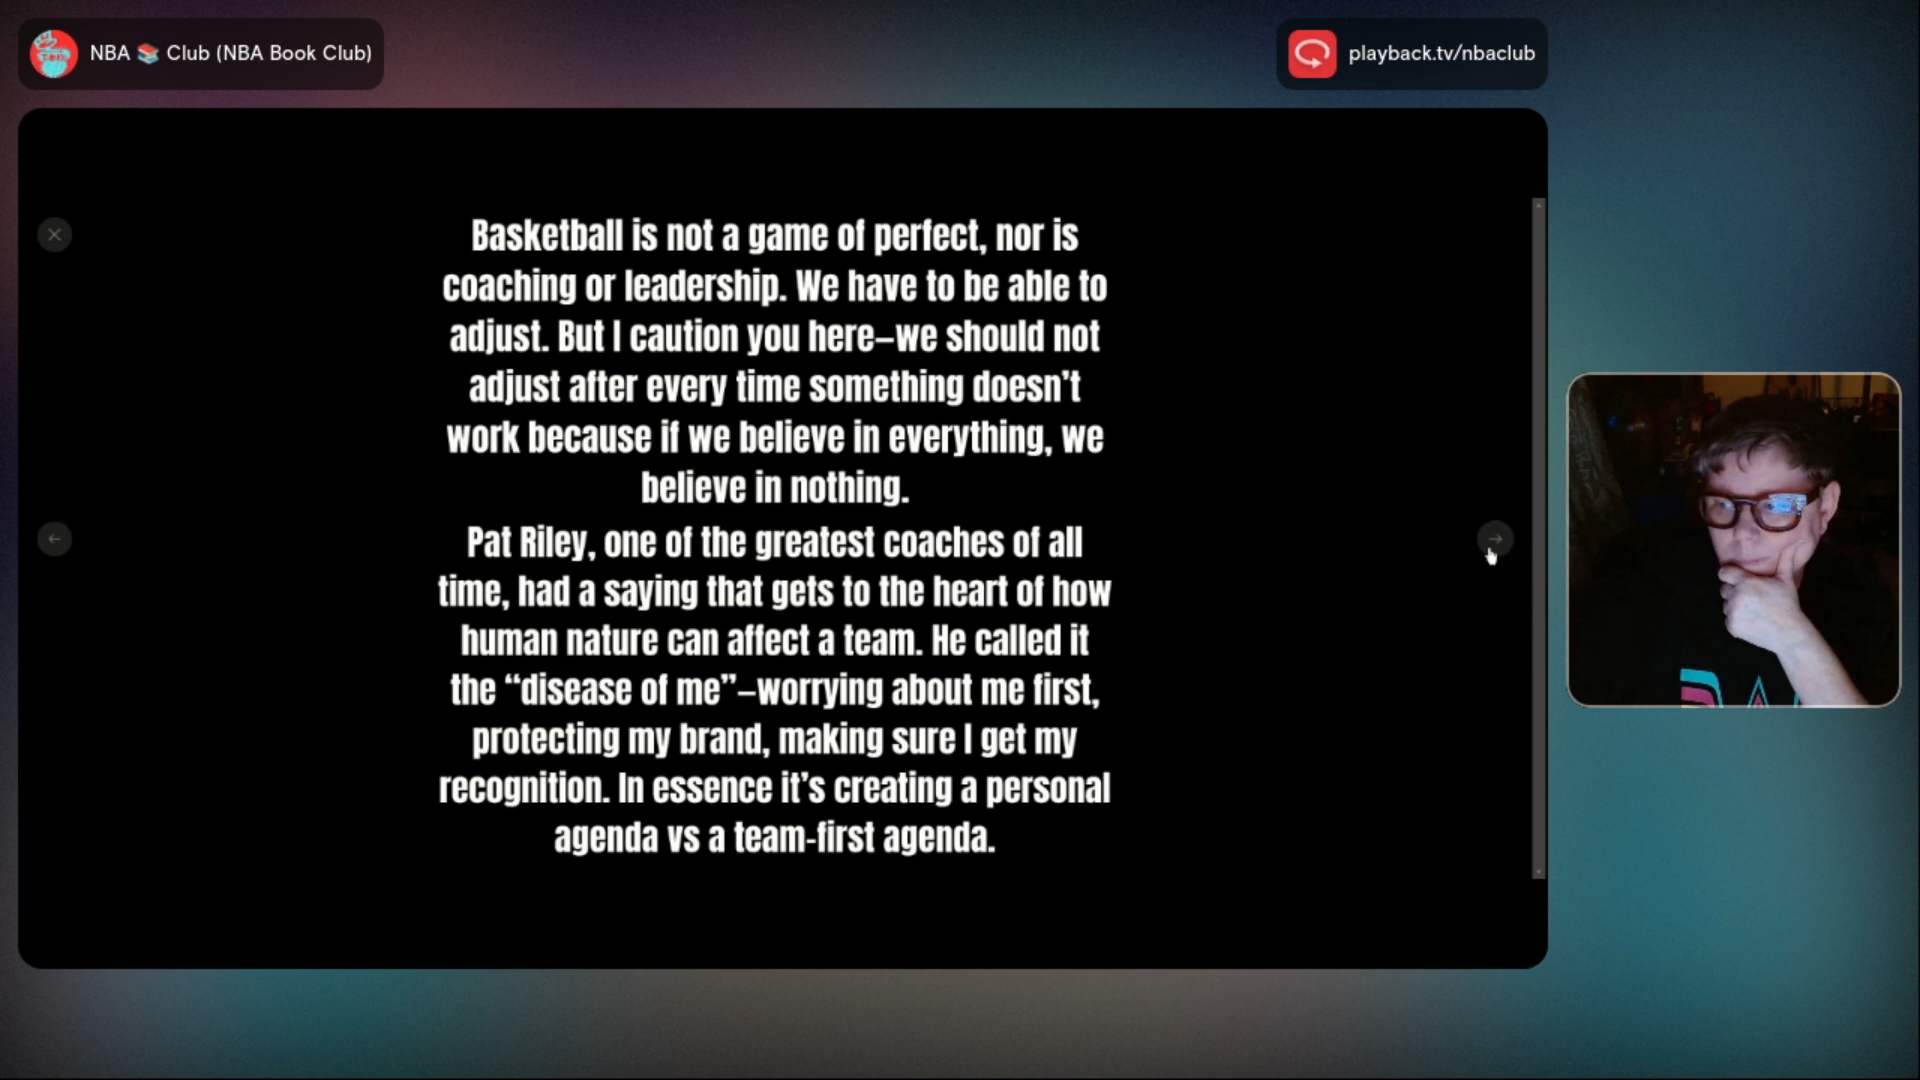 NBA 📚 Club (NBA Book Club)
playback.tv/nbaclub
Basketball is not a game of perfect, nor is
coaching or leadership. We have to be able to
adjust. But I caution you here—we should not
adjust after every time something doesn’t
work because if we believe in everything, we
believe in nothing.
Pat Riley, one of the greatest coaches of all
time, had a saying that gets to the heart of how
human nature can affect a team. He called it
the “disease of me”—worrying about me first,
protecting my brand, making sure I get my
recognition. In essence it’s creating a personal
agenda vs a team-first agenda.